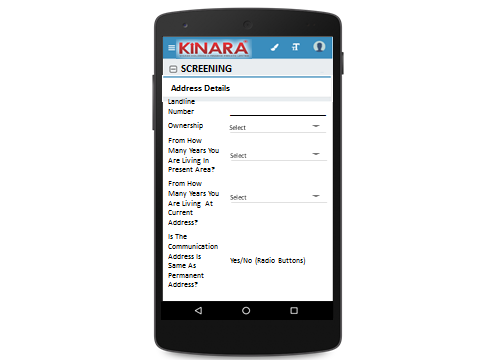 KINARA
SCREENING
Address Details
Landline
Number
Ownership Select
From How
Many Years You
Are Living In Select
Present Area?
From How
Many Years You
Are Living At Select
Current
Address?
Is The
Communication
Address Is
Same As Yes/No (Radio Buttons)
Permanent
Address?